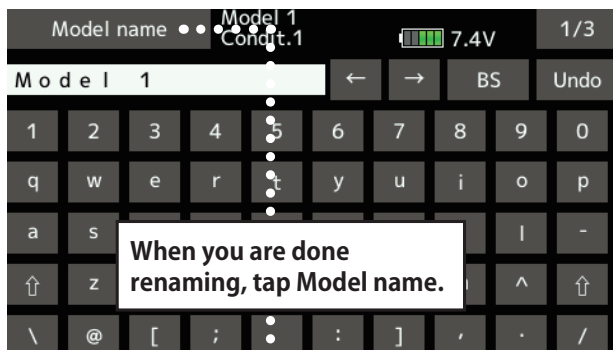 Model name Model 1
Condit.1 7.4V 1/3
Model 1 ← → BS Undo
1 2 3 4 5 6 7 8 9 0
q w e r t y u i o p
a s l -
When you are done
renaming, tap Model name.
⇧ z ^ ⇧
\ @ [ ; : ] , . /